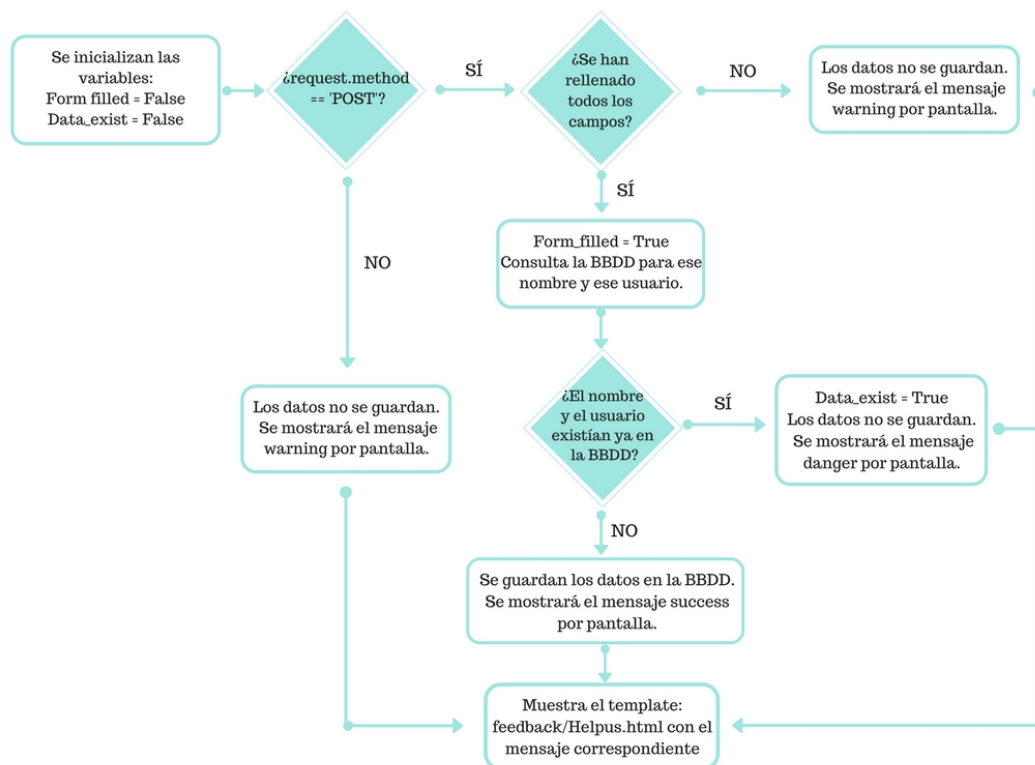 Se inicializan las
variables:
Form filled = False
Data_exist = False
¿request.method
== 'POST'?
SÍ
¿Se han
rellenado
todos los
campos?
NO
Los datos no se guardan.
Se mostrará el mensaje
warning por pantalla.
SÍ
NO
Form_filled = True
Consulta la BBDD para ese
nombre y ese usuario.
Los datos no se guardan.
Se mostrará el mensaje
warning por pantalla.
¿El nombre
y el usuario
existían ya en
la BBDD?
SÍ
Data_exist = True
Los datos no se guardan.
Se mostrará el mensaje
danger por pantalla.
NO
Se guardan los datos en la BBDD.
Se mostrará el mensaje success
por pantalla.
Muestra el template:
feedback/Helpus.html con el
mensaje correspondiente